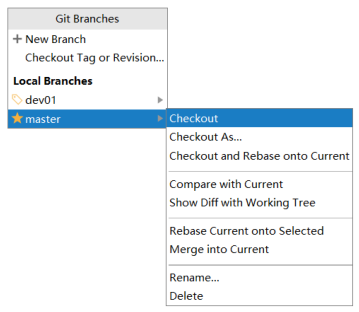 Git Branches
+ New Branch
Checkout Tag or Revision...
Local Branches
dev01
master
Checkout
Checkout As...
Checkout and Rebase onto Current
Compare with Current
Show Diff with Working Tree
Rebase Current onto Selected
Merge into Current
Rename...
Delete